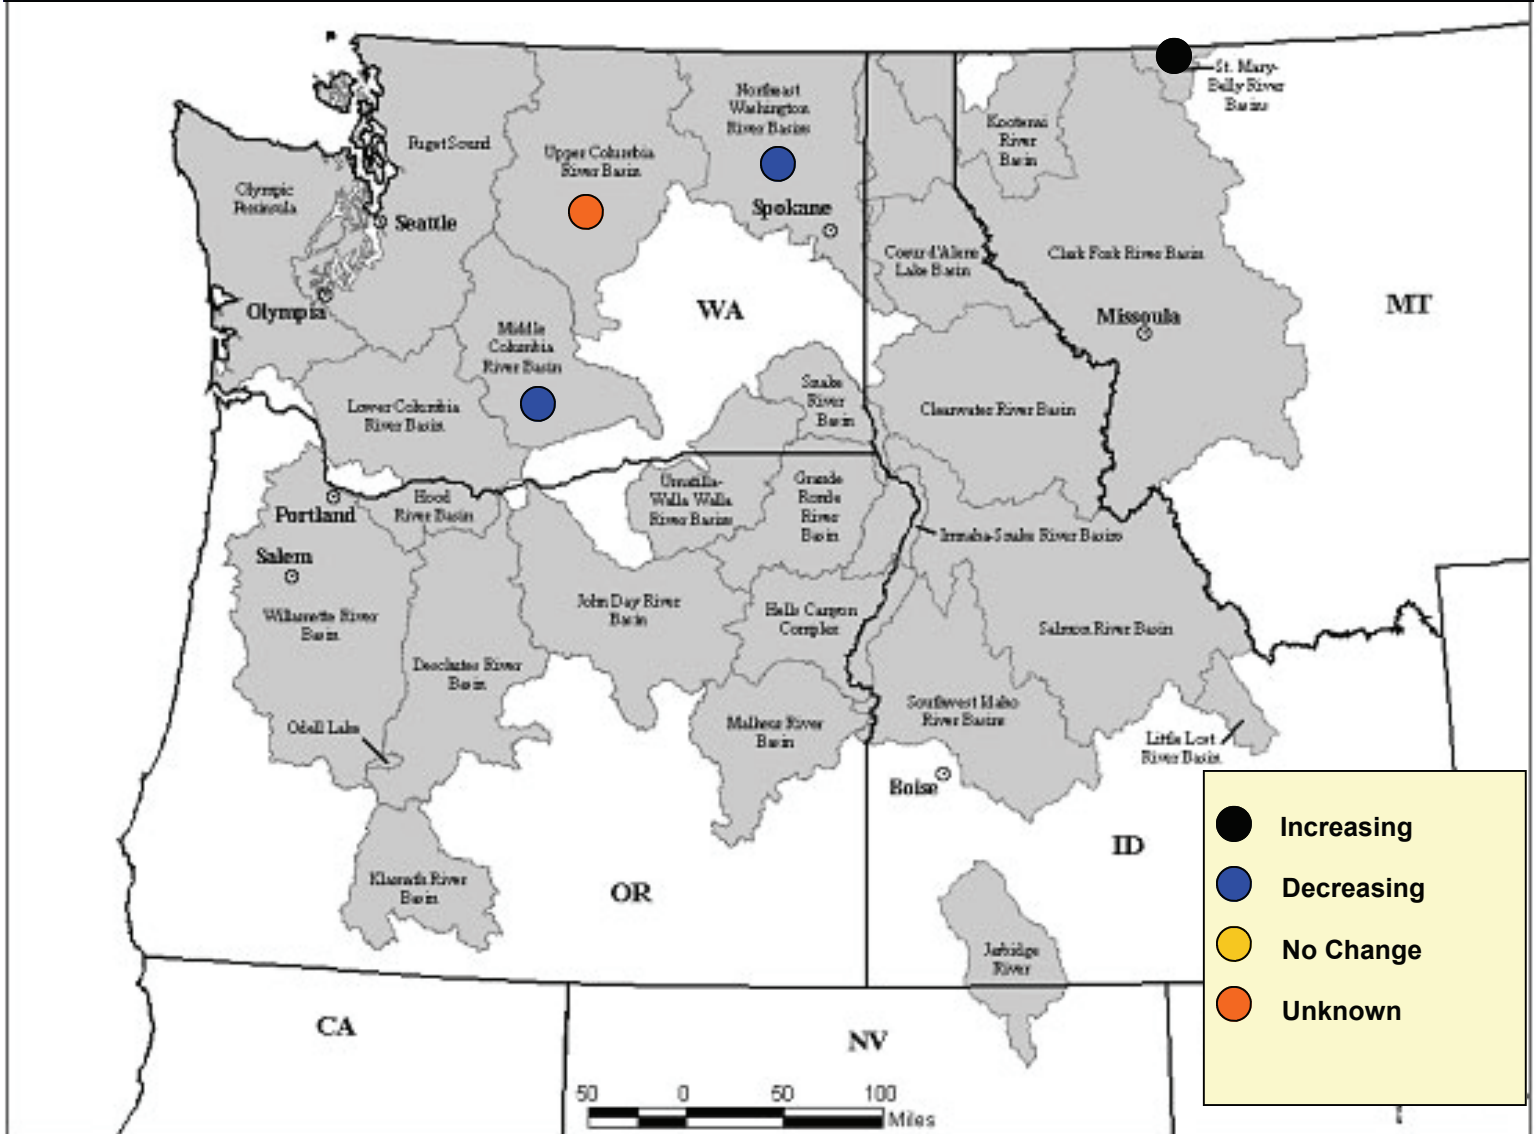 St. Mary-
Belly River
Basins
Northeast
Washington
River Basins
Kootenai
River
Basin
Puget Sound
Upper Columbia
River Basin
Olympic
Peninsula
Seattle
Spokane
Coeur d'Alene
Lake Basin
Clark Fork River Basin
Olympia
WA
Missoula
MT
Middle
Columbia
River Basin
Snake
River
Basin
Lower Columbia
River Basin
Clearwater River Basin
Umatilla-
Walla Walla
River Basins
Grande
Ronde
River
Basin
Hood
River Basin
Portland
Imnaha-Snake River Basins
Salem
Willamette River
Basin
John Day River
Basin
Hells Canyon
Complex
Salmon River Basin
Deschutes River
Basin
Southwest Idaho
River Basins
Odell Lake
Malheur River
Basin
Little Lost
River Basin
Boise
ID
Klamath River
Basin
OR
Jarbidge
River
CA
NV
Increasing
Decreasing
No Change
Unknown
50 0 50 100
Miles